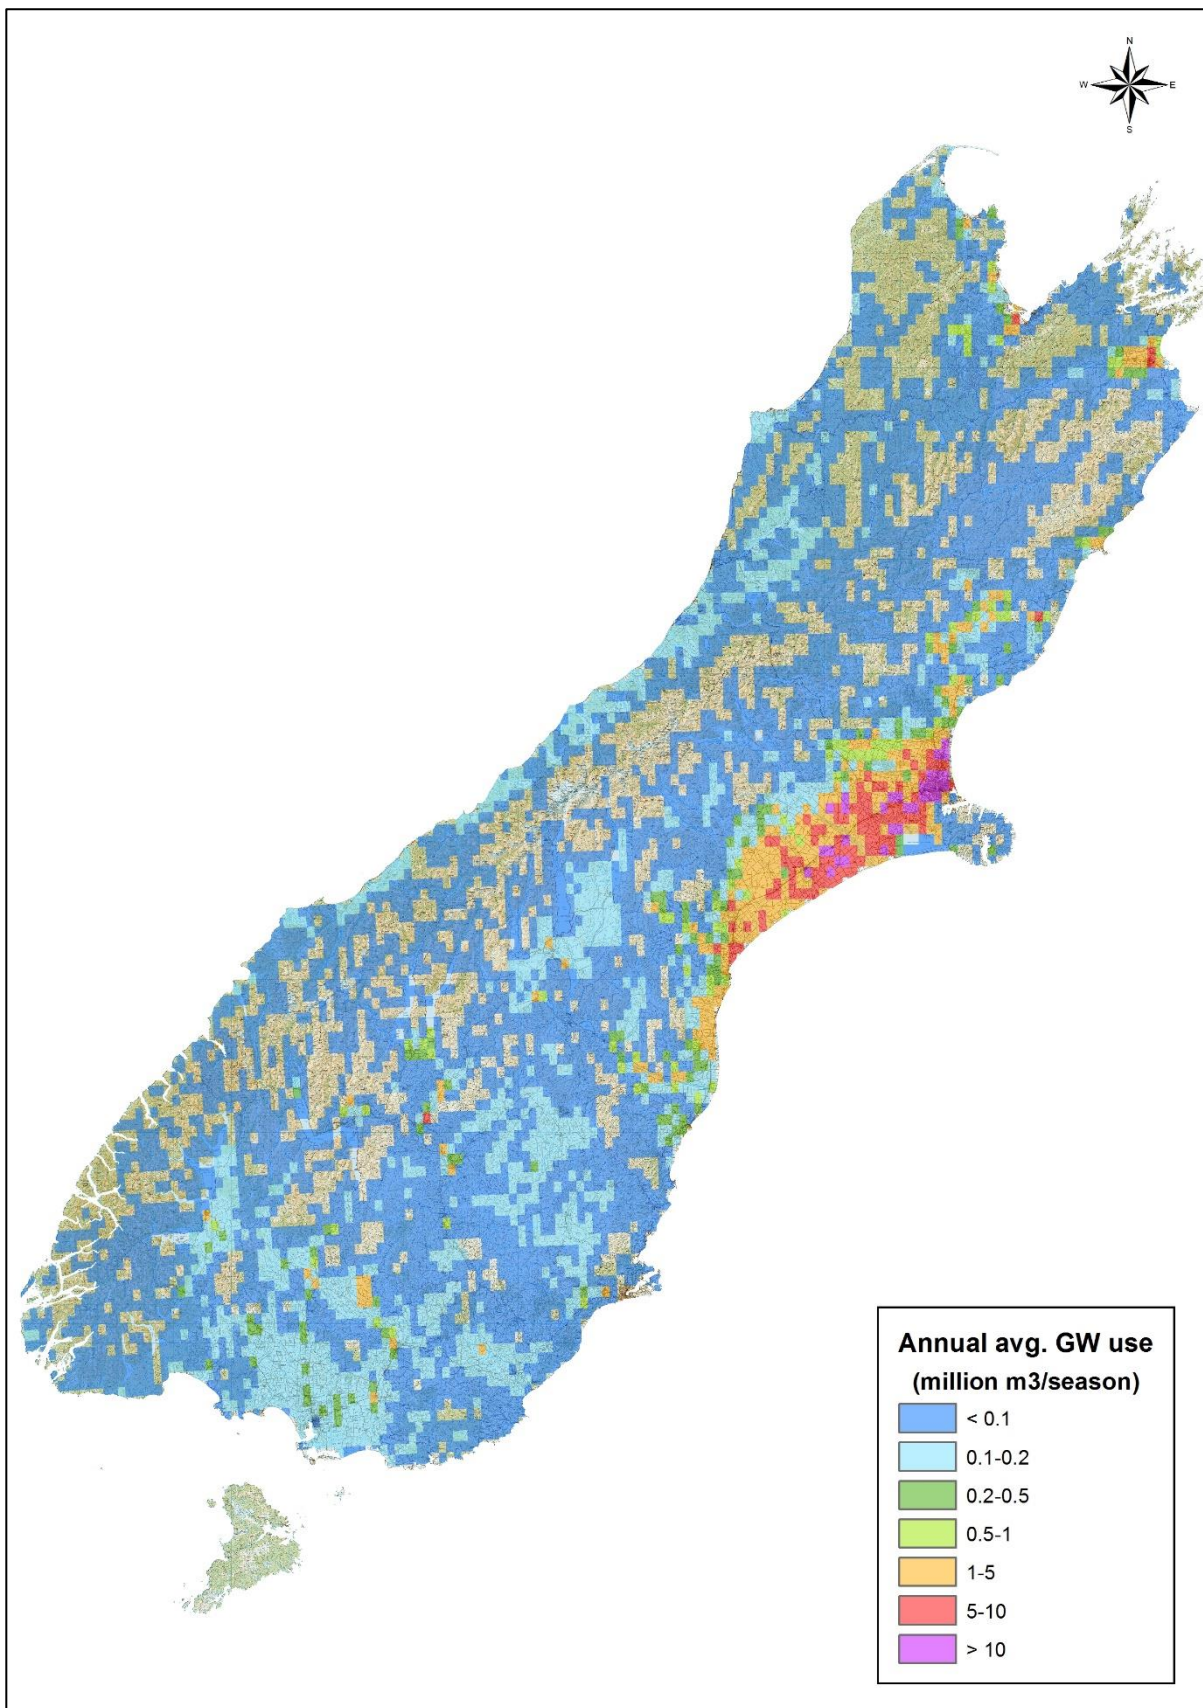 N
W E
S
Annual avg. GW use
(million m3/season)
< 0.1
0.1-0.2
0.2-0.5
0.5-1
1-5
5-10
> 10